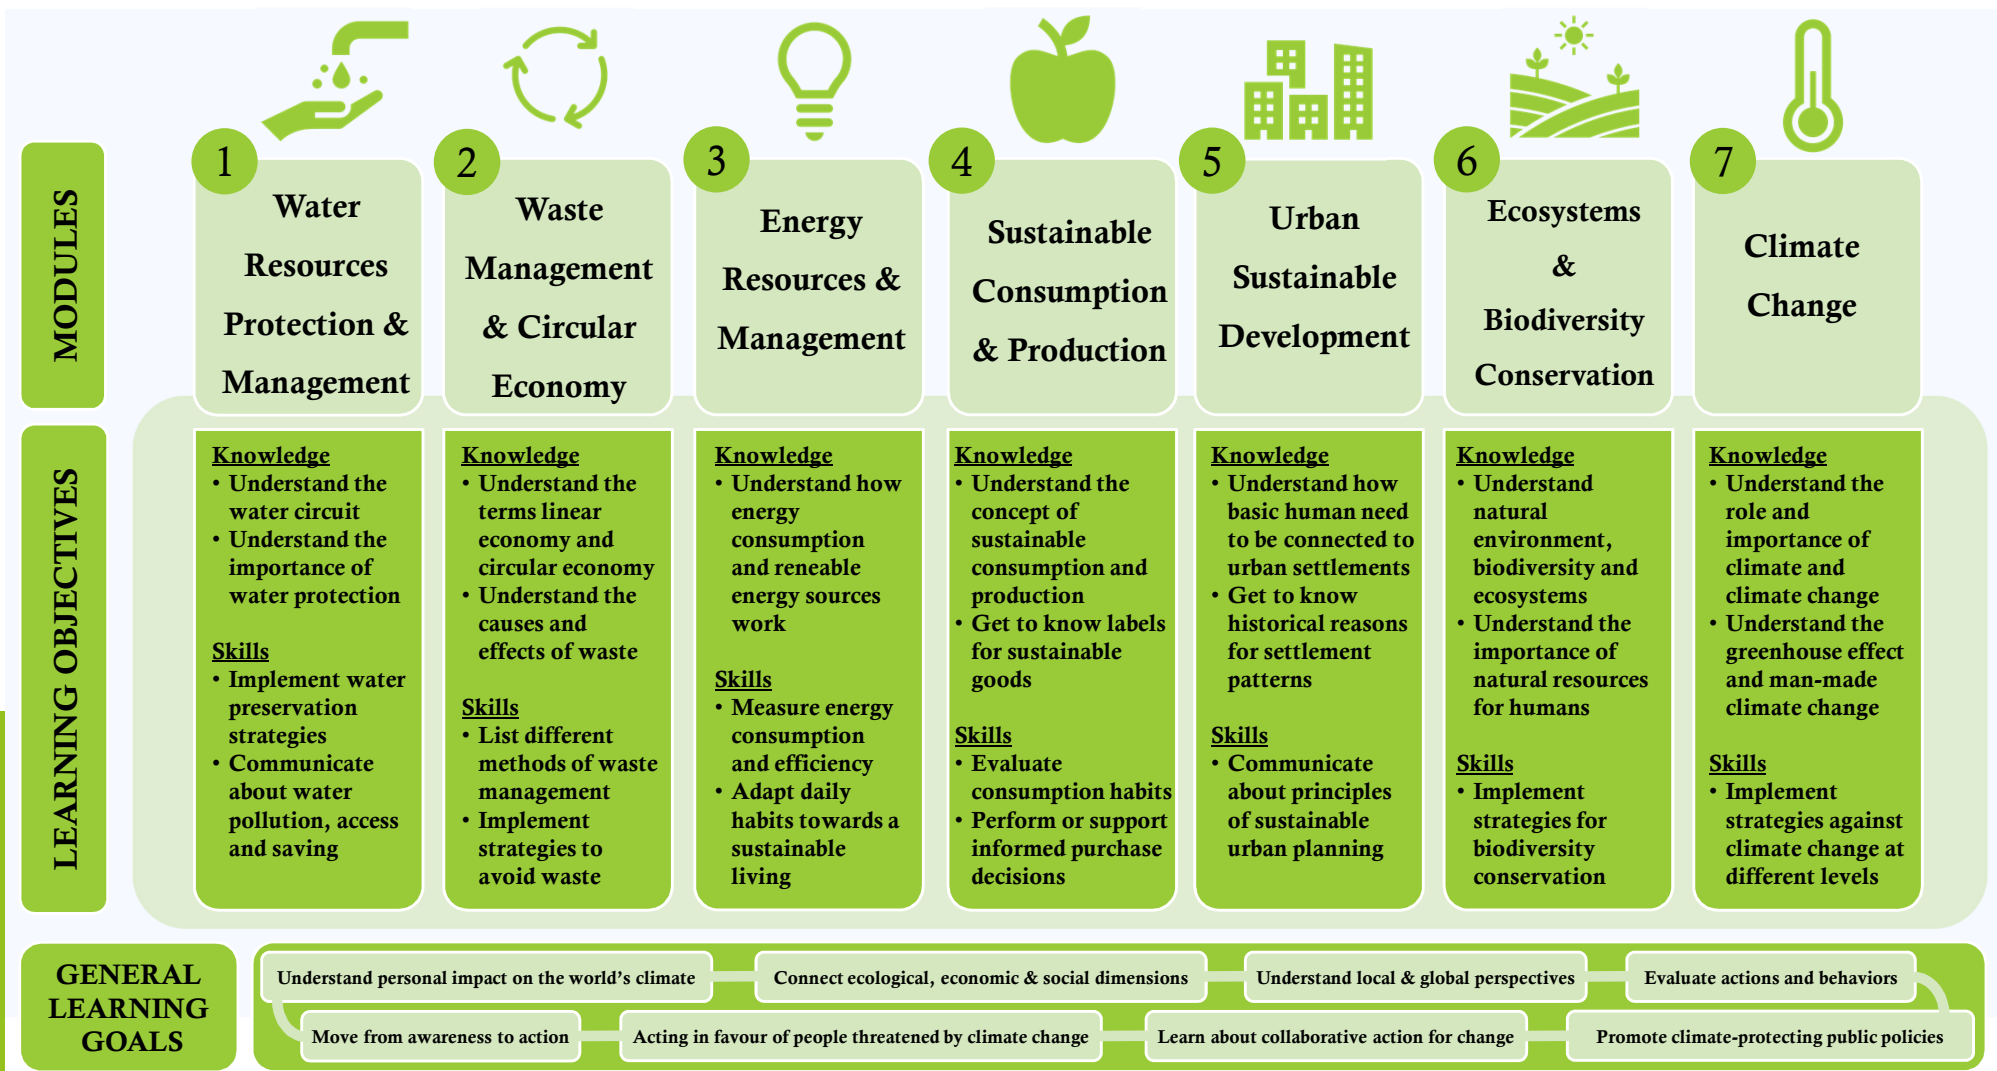 MODULES
1
Water
Resources
Protection &
Management
2
Waste
Management
& Circular
Economy
3
Energy
Resources &
Management
4
Sustainable
Consumption
& Production
5
Urban
Sustainable
Development
6
Ecosystems
&
Biodiversity
Conservation
7
Climate
Change
LEARNING OBJECTIVES
Knowledge
• Understand the
water circuit
• Understand the
importance of
water protection
Skills
• Implement water
preservation
strategies
• Communicate
about water
pollution, access
and saving
Knowledge
• Understand the
terms linear
economy and
circular economy
• Understand the
causes and
effects of waste
Skills
• List different
methods of waste
management
• Implement
strategies to
avoid waste
Knowledge
• Understand how
energy
consumption
and reneable
energy sources
work
Skills
• Measure energy
consumption
and efficiency
• Adapt daily
habits towards a
sustainable
living
Knowledge
• Understand the
concept of
sustainable
consumption and
production
• Get to know labels
for sustainable
goods
Skills
• Evaluate
consumption habits
• Perform or support
informed purchase
decisions
Knowledge
• Understand how
basic human need
to be connected to
urban settlements
• Get to know
historical reasons
for settlement
patterns
Skills
• Communicate
about principles
of sustainable
urban planning
Knowledge
• Understand
natural
environment,
biodiversity and
ecosystems
• Understand the
importance of
natural resources
for humans
Skills
• Implement
strategies for
biodiversity
conservation
Knowledge
• Understand the
role and
importance of
climate and
climate change
• Understand the
greenhouse effect
and man-made
climate change
Skills
• Implement
strategies against
climate change at
different levels
GENERAL
LEARNING
GOALS
Understand personal impact on the world's climate
Connect ecological, economic & social dimensions
Understand local & global perspectives
Evaluate actions and behaviors
Move from awareness to action
Acting in favour of people threatened by climate change
Learn about collaborative action for change
Promote climate-protecting public policies